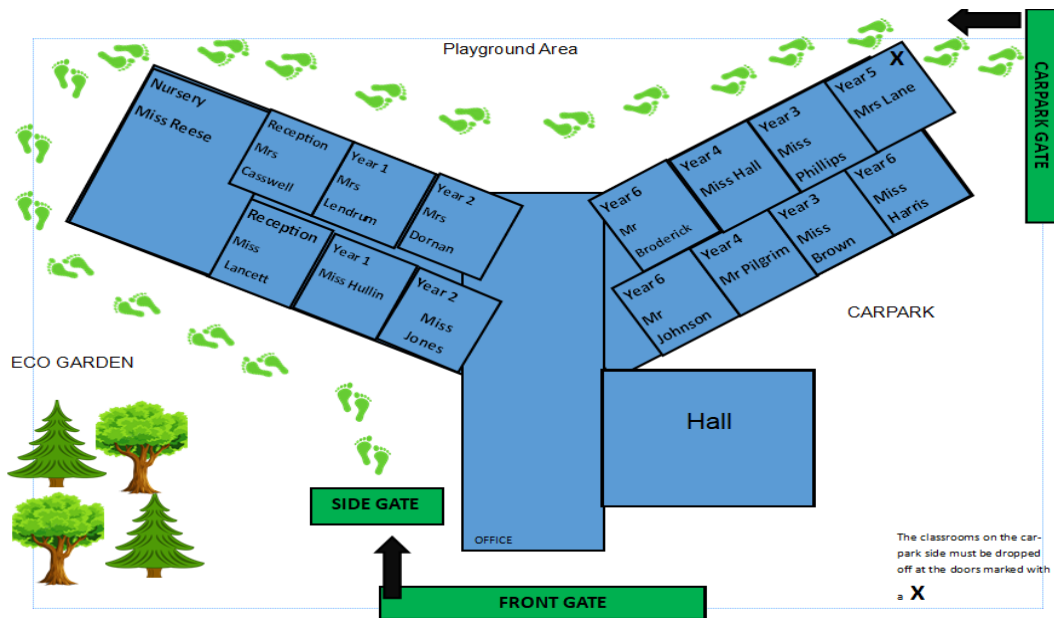 Playground Area
CARPARK GATE
Nursery
Miss Reese
Reception
Mrs
Casswell
Year 1
Mrs
Lendrum
Year 2
Mrs
Dornan
Reception
Miss
Lancett
Year 1
Miss Hullin
Year 2
Miss
Jones
Year 6
Mr
Broderick
Year 4
Miss Hall
Year 3
Miss
Phillips
Year 5
Mrs Lane
X
Year 6
Mr
Johnson
Year 4
Mr Pilgrim
Year 3
Miss
Brown
Year 6
Miss
Harris
CARPARK
ECO GARDEN
Hall
SIDE GATE
OFFICE
FRONT GATE
The classrooms on the car-
park side must be dropped
off at the doors marked with
a X